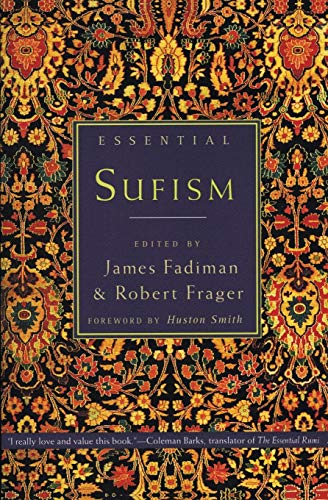 ESSENTIAL
SUFISM
EDITED BY
James Fadiman
& Robert Frager
FOREWORD BY Huston Smith
"I really love and value this book."—Coleman Barks, translator of The Essential Rumi